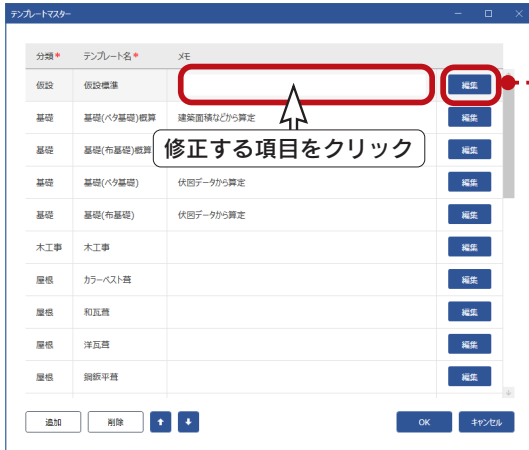 テンプレートマスター
分類* テンプレート名* メモ
仮設 仮設標準 編集
基礎 基礎(ベタ基礎)概算 建築面積などから算定 編集
基礎 基礎(布基礎)概算 編集
修正する項目をクリック
基礎 基礎(ベタ基礎) 伏図データから算定 編集
基礎 基礎(布基礎) 伏図データから算定 編集
木工事 木工事 編集
屋根 カラーベスト葺 編集
屋根 和瓦葺 編集
屋根 洋瓦葺 編集
屋根 銅鈑平葺 編集
追加 削除 OK キャンセル